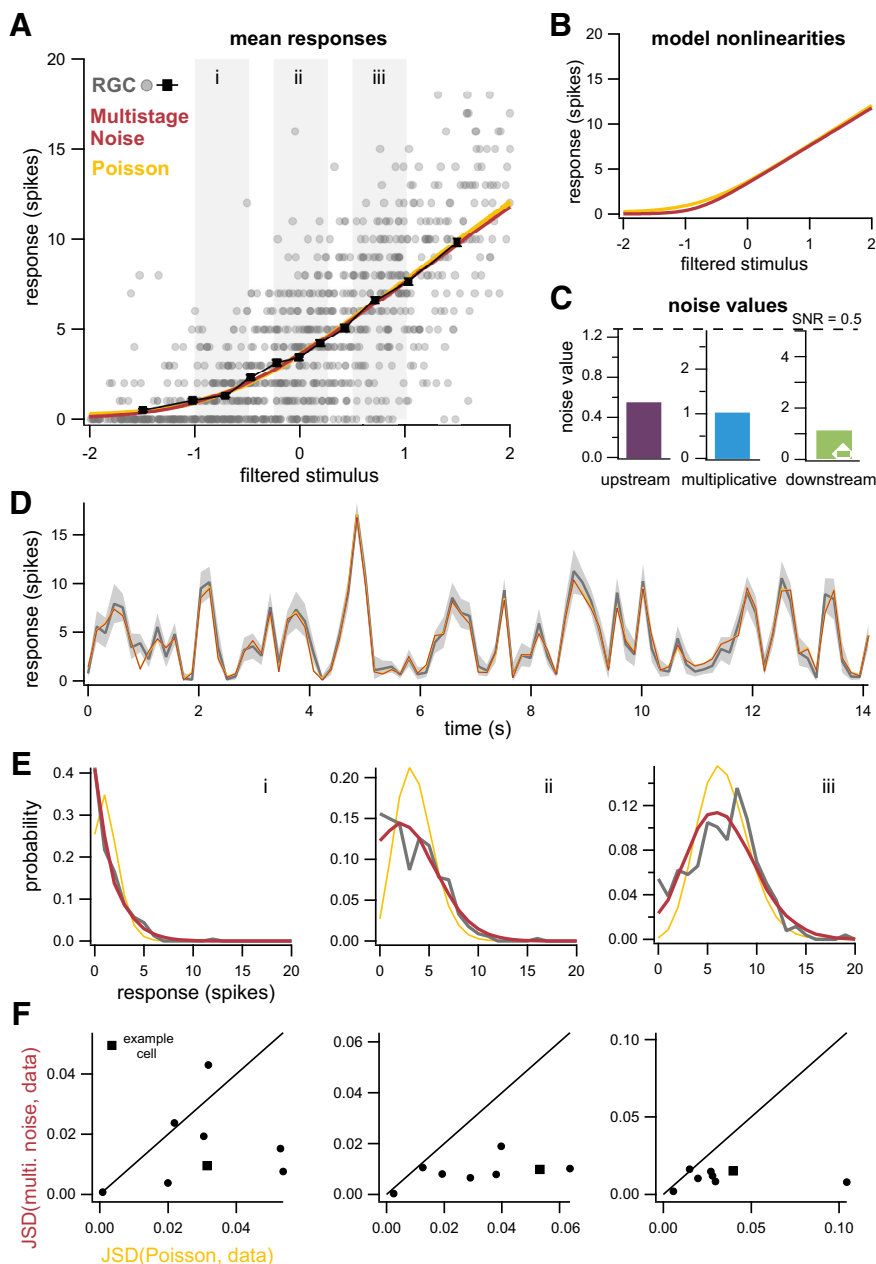 A
mean responses
20
15
10
5
0
response (spikes)
RGC
Multistage
Noise
Poisson
i
ii
iii
-2
-1
0
1
2
filtered stimulus
B
model nonlinearities
20
15
10
5
0
response (spikes)
-2
-1
0
1
2
filtered stimulus
C
noise values
SNR = 0.5
noise value
1.2
0.8
0.4
0.0
2
1
0
4
2
0
upstream
multiplicative
downstream
D
response (spikes)
15
10
5
0
0
2
4
6
8
10
12
14
time (s)
E
probability
0.4
0.3
0.2
0.1
0.0
i
0
5
10
15
20
response (spikes)
0.20
0.15
0.10
0.05
0.00
ii
0
5
10
15
20
0.12
0.08
0.04
0.00
iii
0
5
10
15
20
F
JSD(multi. noise, data)
example
cell
0.04
0.02
0.00
0.00
0.02
0.04
JSD(Poisson, data)
0.06
0.04
0.02
0.00
0.00
0.02
0.04
0.06
0.10
0.05
0.00
0.00
0.05
0.10